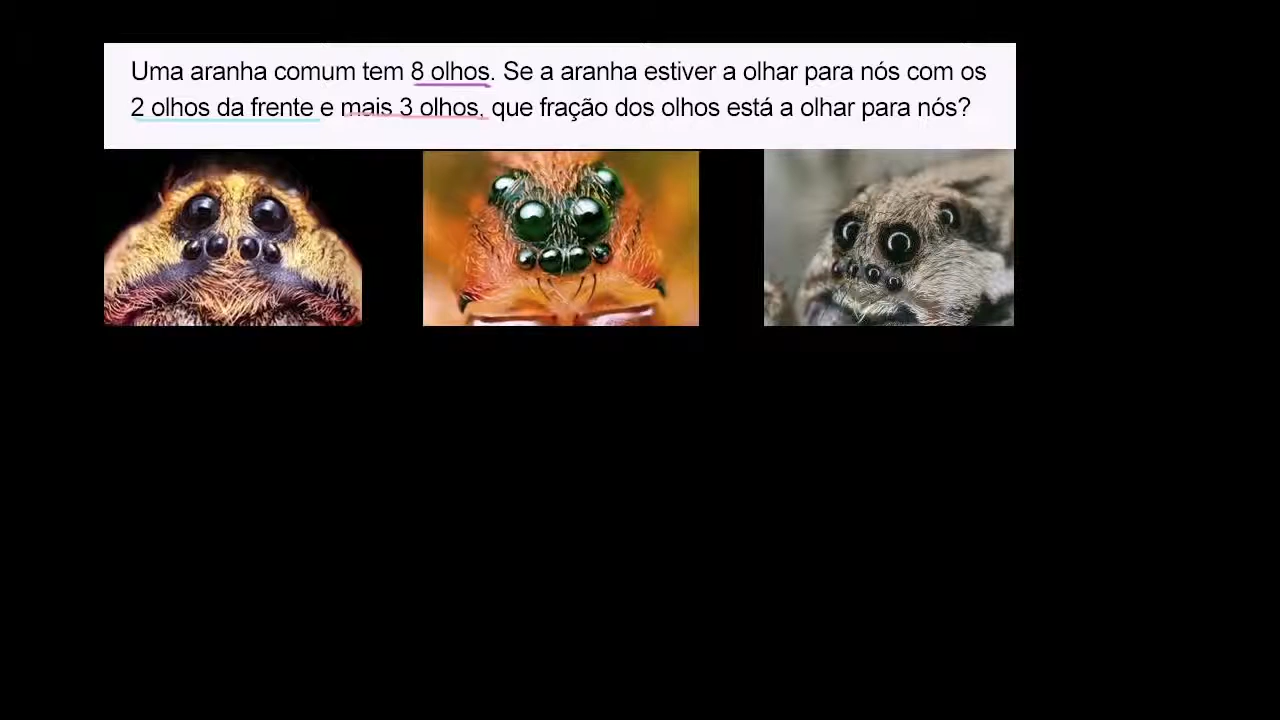 Uma aranha comum tem 8 olhos. Se a aranha estiver a olhar para nós com os
2 olhos da frente e mais 3 olhos, que fração dos olhos está a olhar para nós?